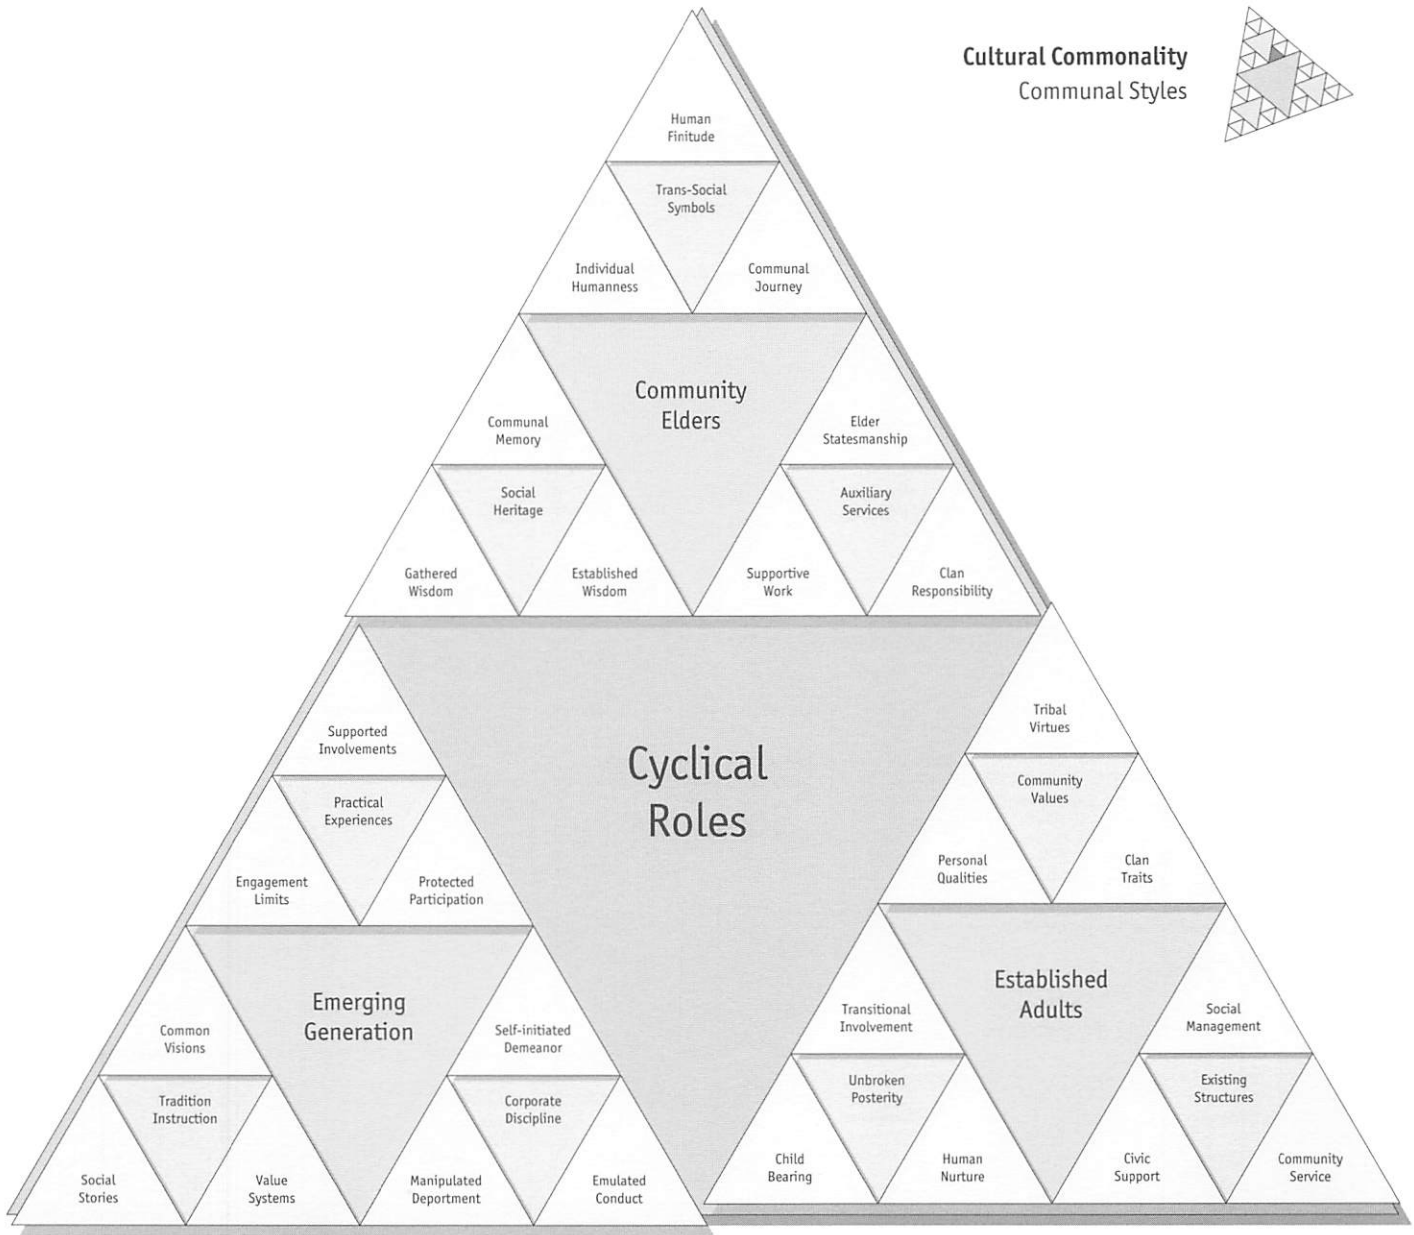 Cultural Commonality
Communal Styles
Human
Finitude
Trans-Social
Symbols
Individual
Humanness
Communal
Journey
Community
Elders
Communal
Memory
Elder
Statesmanship
Social
Heritage
Auxiliary
Services
Gathered
Wisdom
Established
Wisdom
Supportive
Work
Clan
Responsibility
Cyclical
Roles
Supported
Involvements
Practical
Experiences
Engagement
Limits
Protected
Participation
Emerging
Generation
Common
Visions
Self-initiated
Demeanor
Tradition
Instruction
Corporate
Discipline
Social
Stories
Value
Systems
Manipulated
Deportment
Emulated
Conduct
Tribal
Virtues
Community
Values
Personal
Qualities
Clan
Traits
Established
Adults
Transitional
Involvement
Social
Management
Unbroken
Posterity
Existing
Structures
Child
Bearing
Human
Nurture
Civic
Support
Community
Service